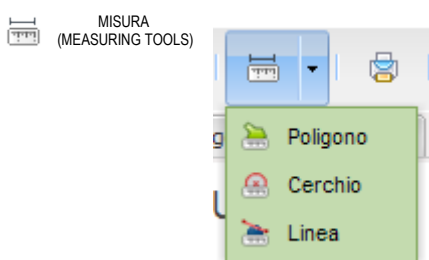 MISURA
(MEASURING TOOLS)
Poligono
Cerchio
Linea